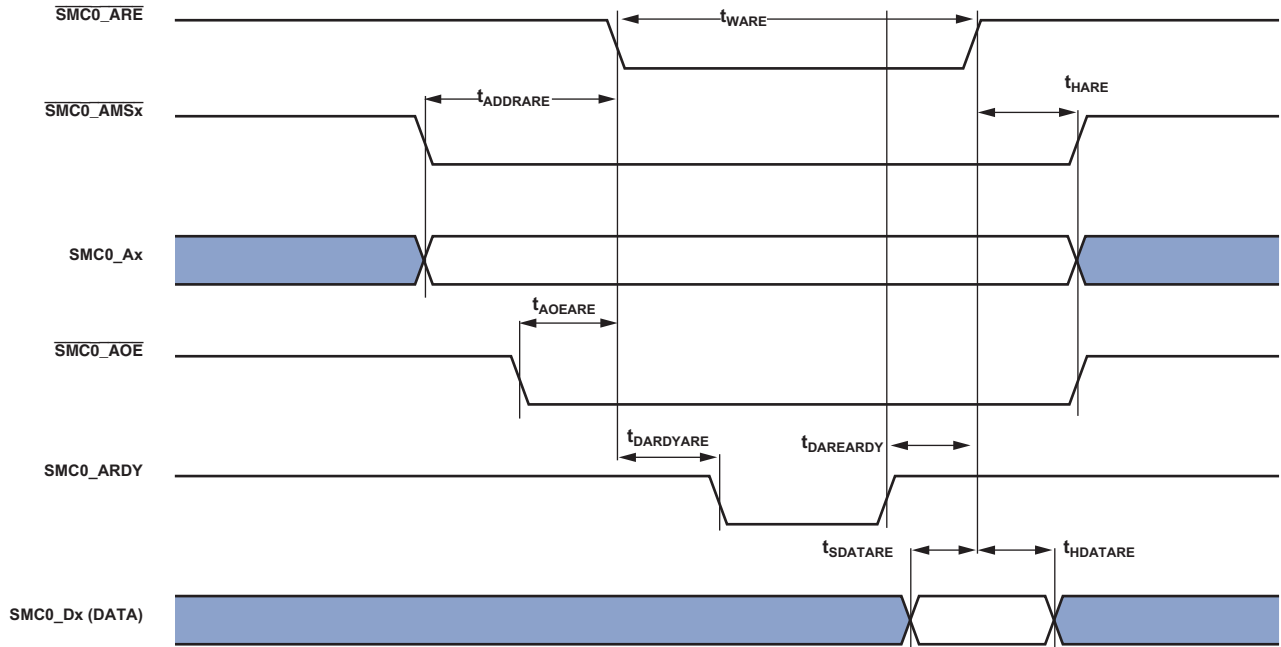 SMC0_ARE
tWARE
SMC0_AMSx
tADDRARE
tHARE
SMC0_Ax
tAOEARE
SMC0_AOE
tDARDYARE
tDAREARDY
SMC0_ARDY
tSDATARE
tHDATARE
SMC0_Dx (DATA)